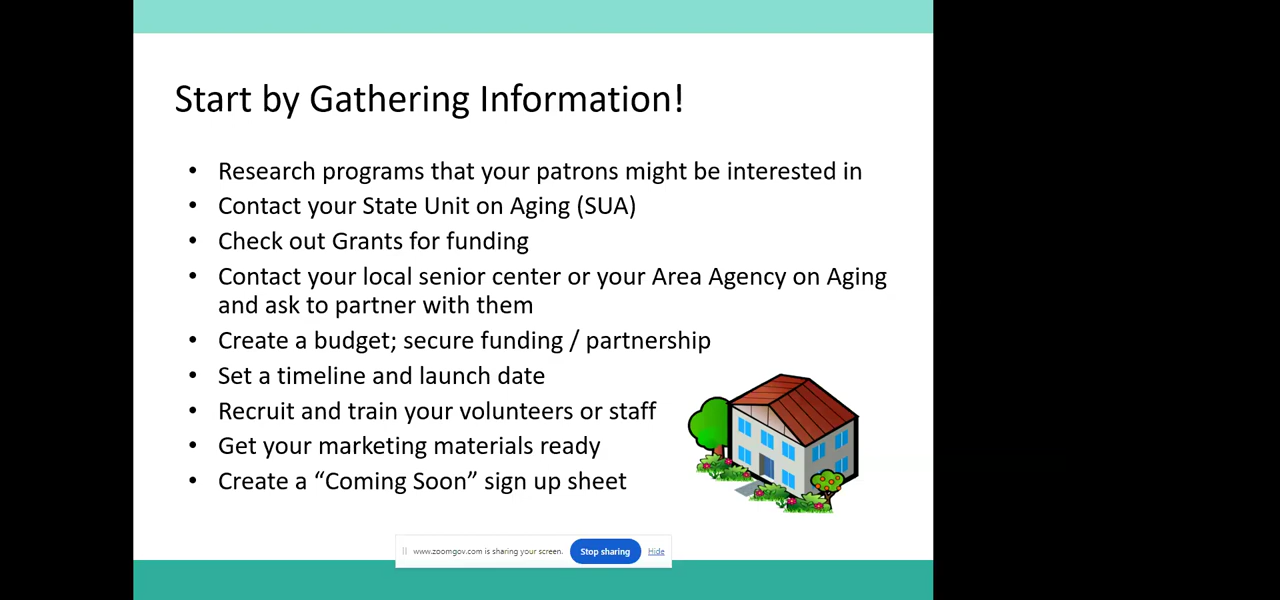 Start by Gathering Information!
• Research programs that your patrons might be interested in
• Contact your State Unit on Aging (SUA)
• Check out Grants for funding
• Contact your local senior center or your Area Agency on Aging
and ask to partner with them
• Create a budget; secure funding / partnership
• Set a timeline and launch date
• Recruit and train your volunteers or staff
• Get your marketing materials ready
• Create a “Coming Soon” sign up sheet
www.zoomgov.com is sharing your screen. Stop sharing Hide